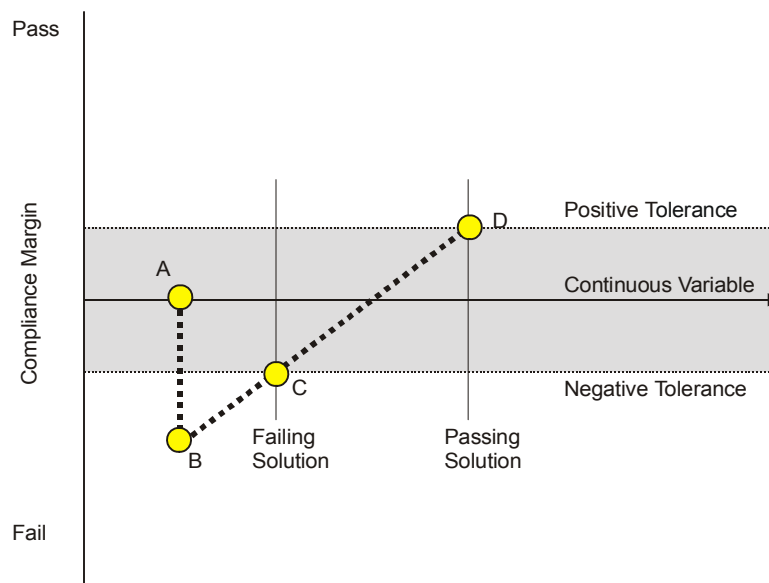 Pass
Positive Tolerance
D
A
Continuous Variable
Compliance Margin
Negative Tolerance
C
B
Failing
Solution
Passing
Solution
Fail